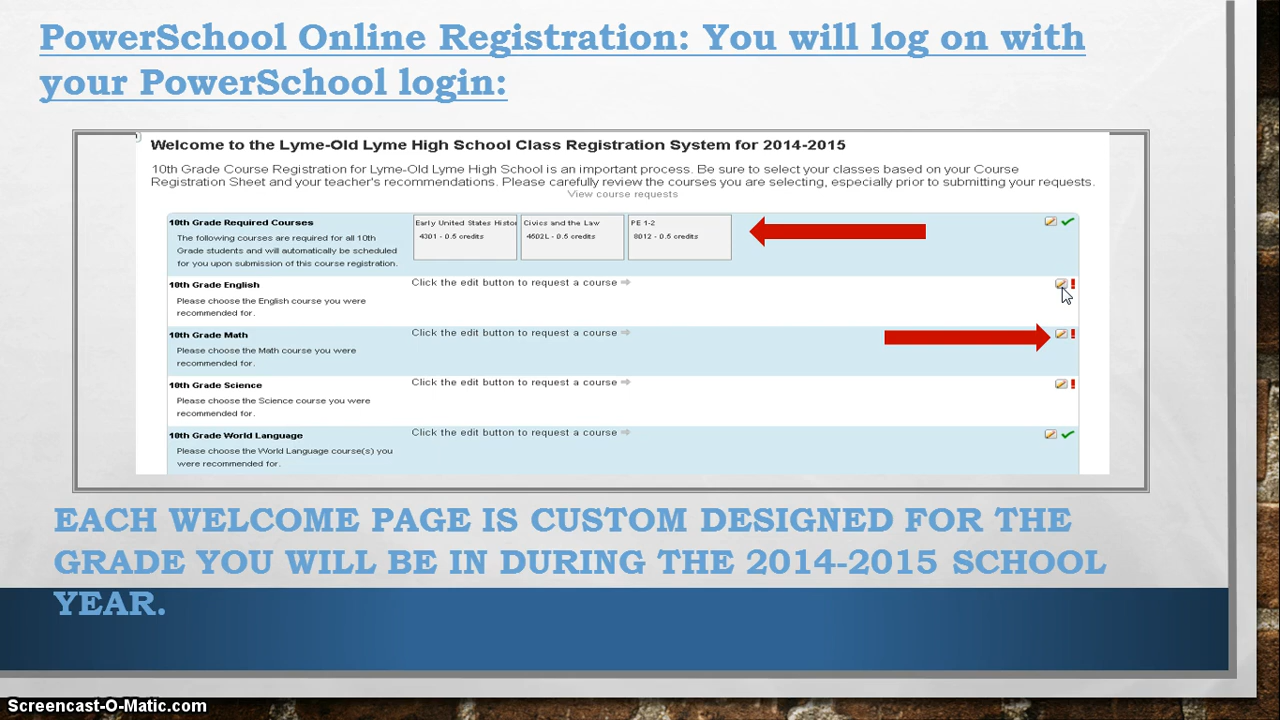 PowerSchool Online Registration: You will log on with
your PowerSchool login:
Welcome to the Lyme-Old Lyme High School Class Registration System for 2014-2015
10th Grade Course Registration for Lyme-Old Lyme High School is an important process. Be sure to select your classes based on your Course
Registration Sheet and your teacher's recommendations. Please carefully review the courses you are selecting, especially prior to submitting your requests.
View course requests
10th Grade Required Courses
The following courses are required for all 10th
Grade students and will automatically be scheduled
for you upon submission of this course registration.
Early United States Histo
4301 - 0.5 credits
Civics and the Law
4602L - 0.5 credits
PE 1-2
8012 - 0.5 credits
10th Grade English
Click the edit button to request a course
Please choose the English course you were
recommended for.
10th Grade Math
Click the edit button to request a course
Please choose the Math course you were
recommended for.
10th Grade Science
Click the edit button to request a course
Please choose the Science course you were
recommended for.
10th Grade World Language
Click the edit button to request a course
Please choose the World Language course(s) you
were recommended for.
EACH WELCOME PAGE IS CUSTOM DESIGNED FOR THE
GRADE YOU WILL BE IN DURING THE 2014-2015 SCHOOL
YEAR.
Screencast-O-Matic.com